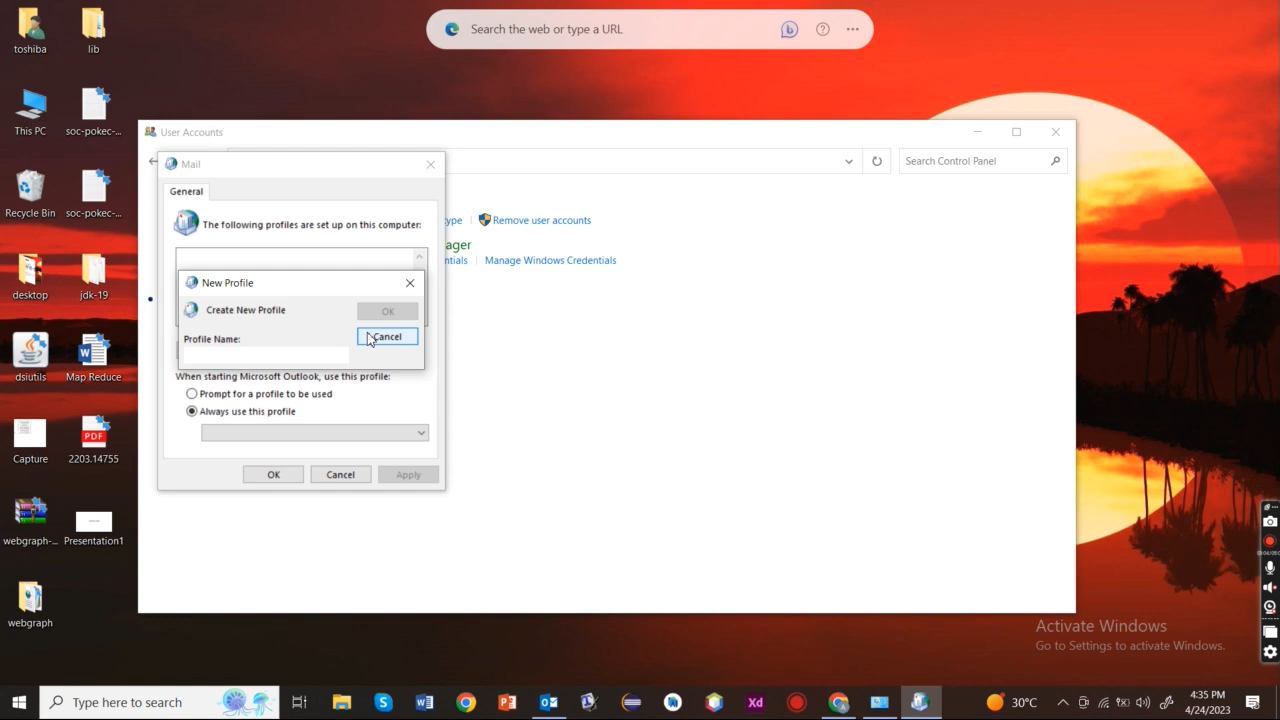 toshiba
lib
Search the web or type a URL
This PC
soc-pokec-...
User Accounts
Mail
Search Control Panel
General
Recycle Bin
soc-pokec-...
The following profiles are set up on this computer:
ype
Remove user accounts
ager
ntials
Manage Windows Credentials
New Profile
desktop
jdk-19
Create New Profile
OK
Profile Name:
Cancel
dsiutils
Map Reduce
When starting Microsoft Outlook, use this profile:
Prompt for a profile to be used
Always use this profile
PDF
Capture
2203.14755
OK
Cancel
Apply
webgraph-...
Presentation1
webgraph
Activate Windows
Go to Settings to activate Windows.
Type here to search
Xd
30°C
4:35 PM
4/24/2023